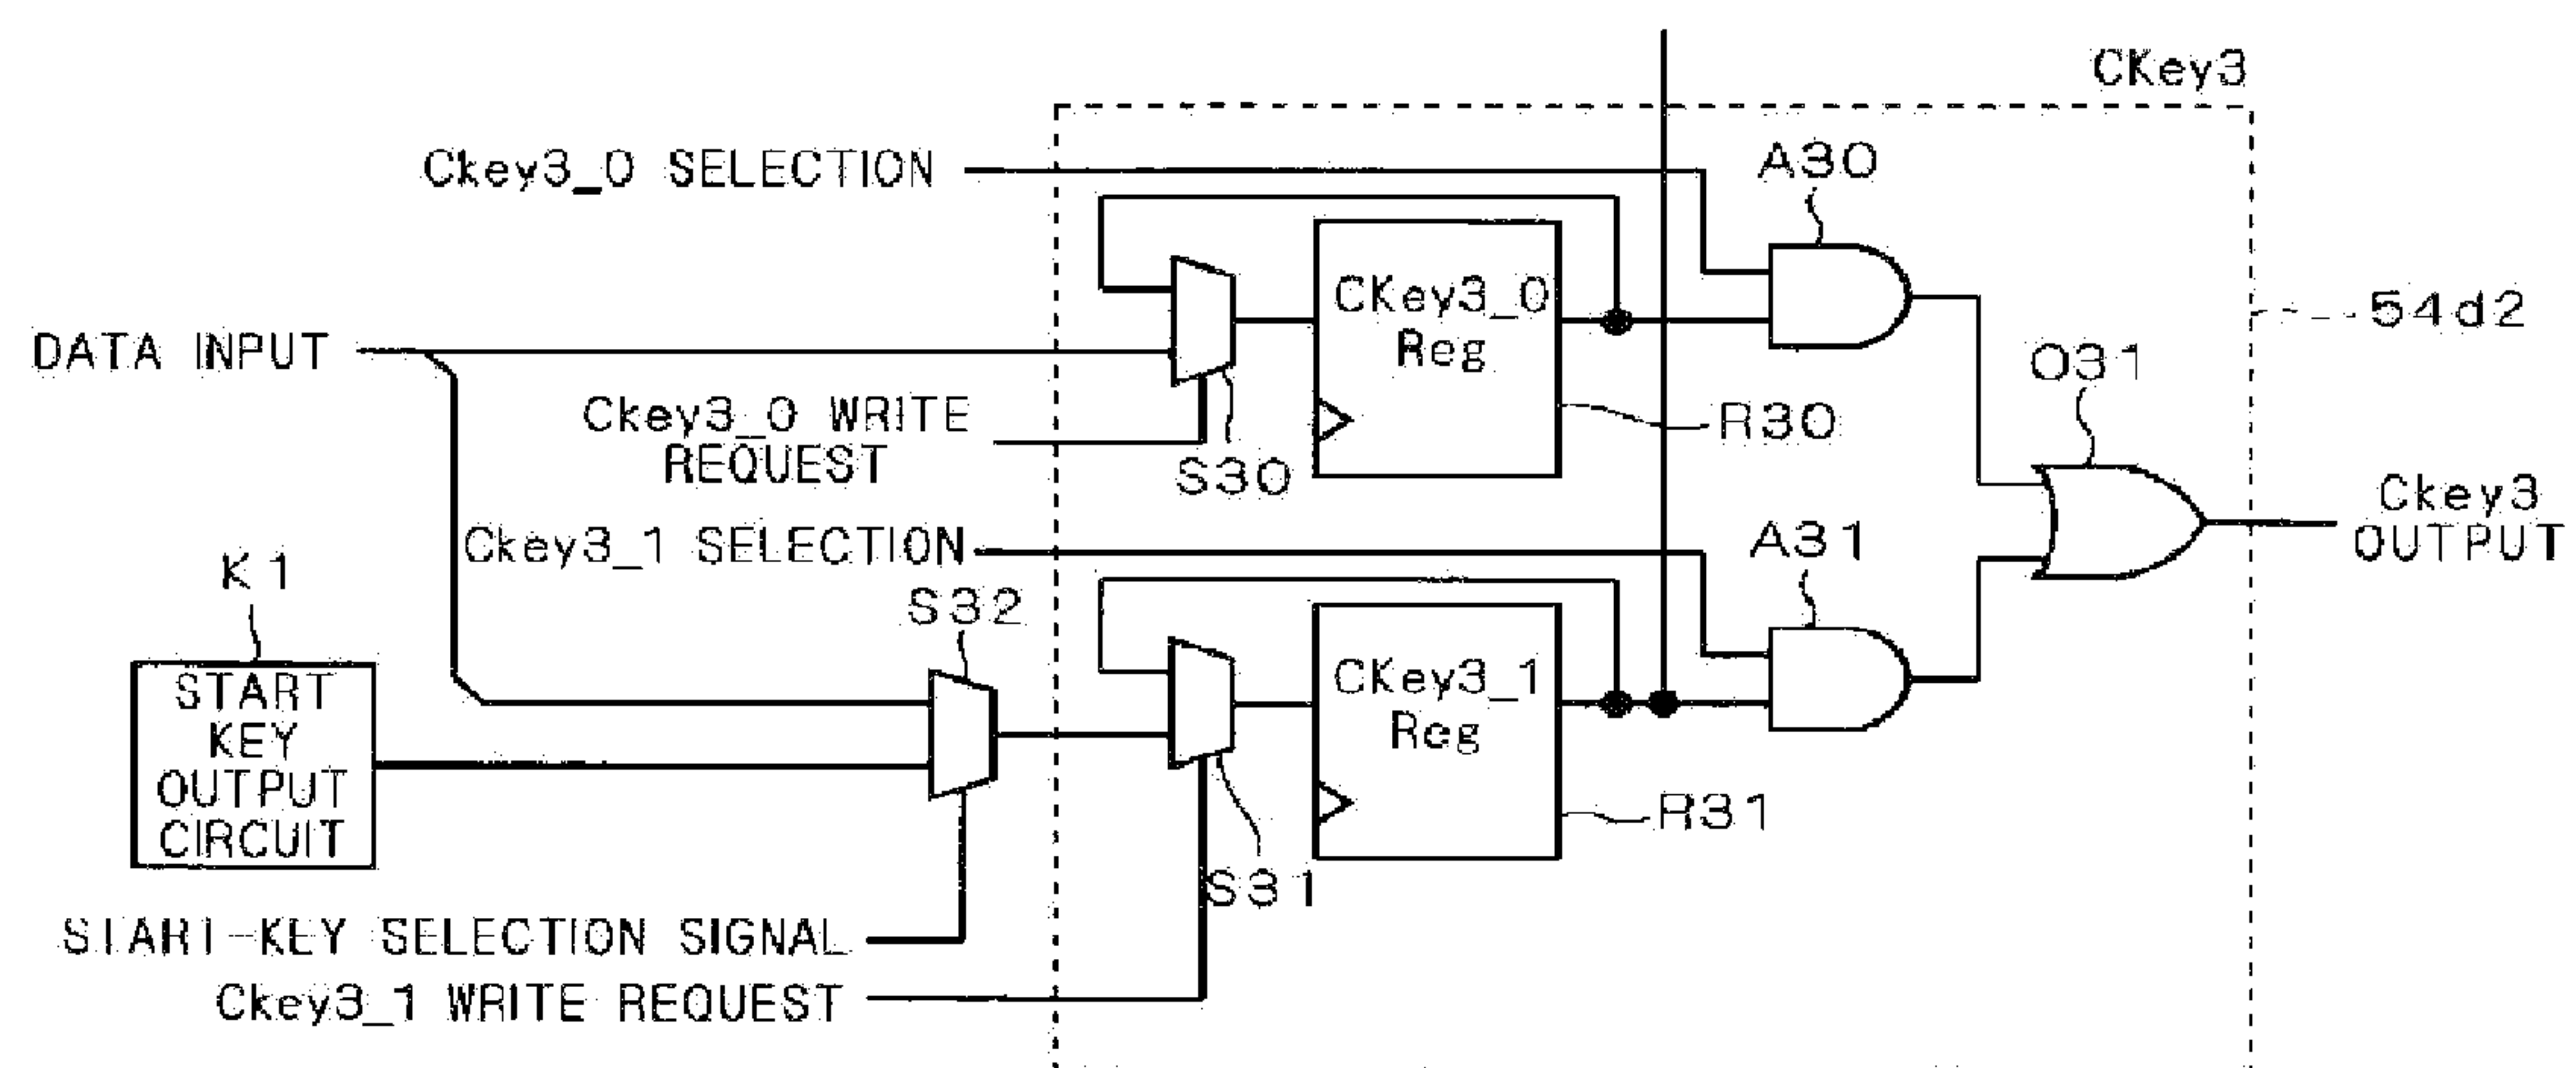 CKey3
Ckey3_0 SELECTION
A30
CKey3_0
Reg
54d2
DATA INPUT
O31
Ckey3_0 WRITE
REQUEST
S30
R30
Ckey3
OUTPUT
Ckey3_1 SELECTION
A31
K1
S32
START
KEY
OUTPUT
CIRCUIT
CKey3_1
Reg
R31
S31
START-KEY SELECTION SIGNAL
Ckey3_1 WRITE REQUEST